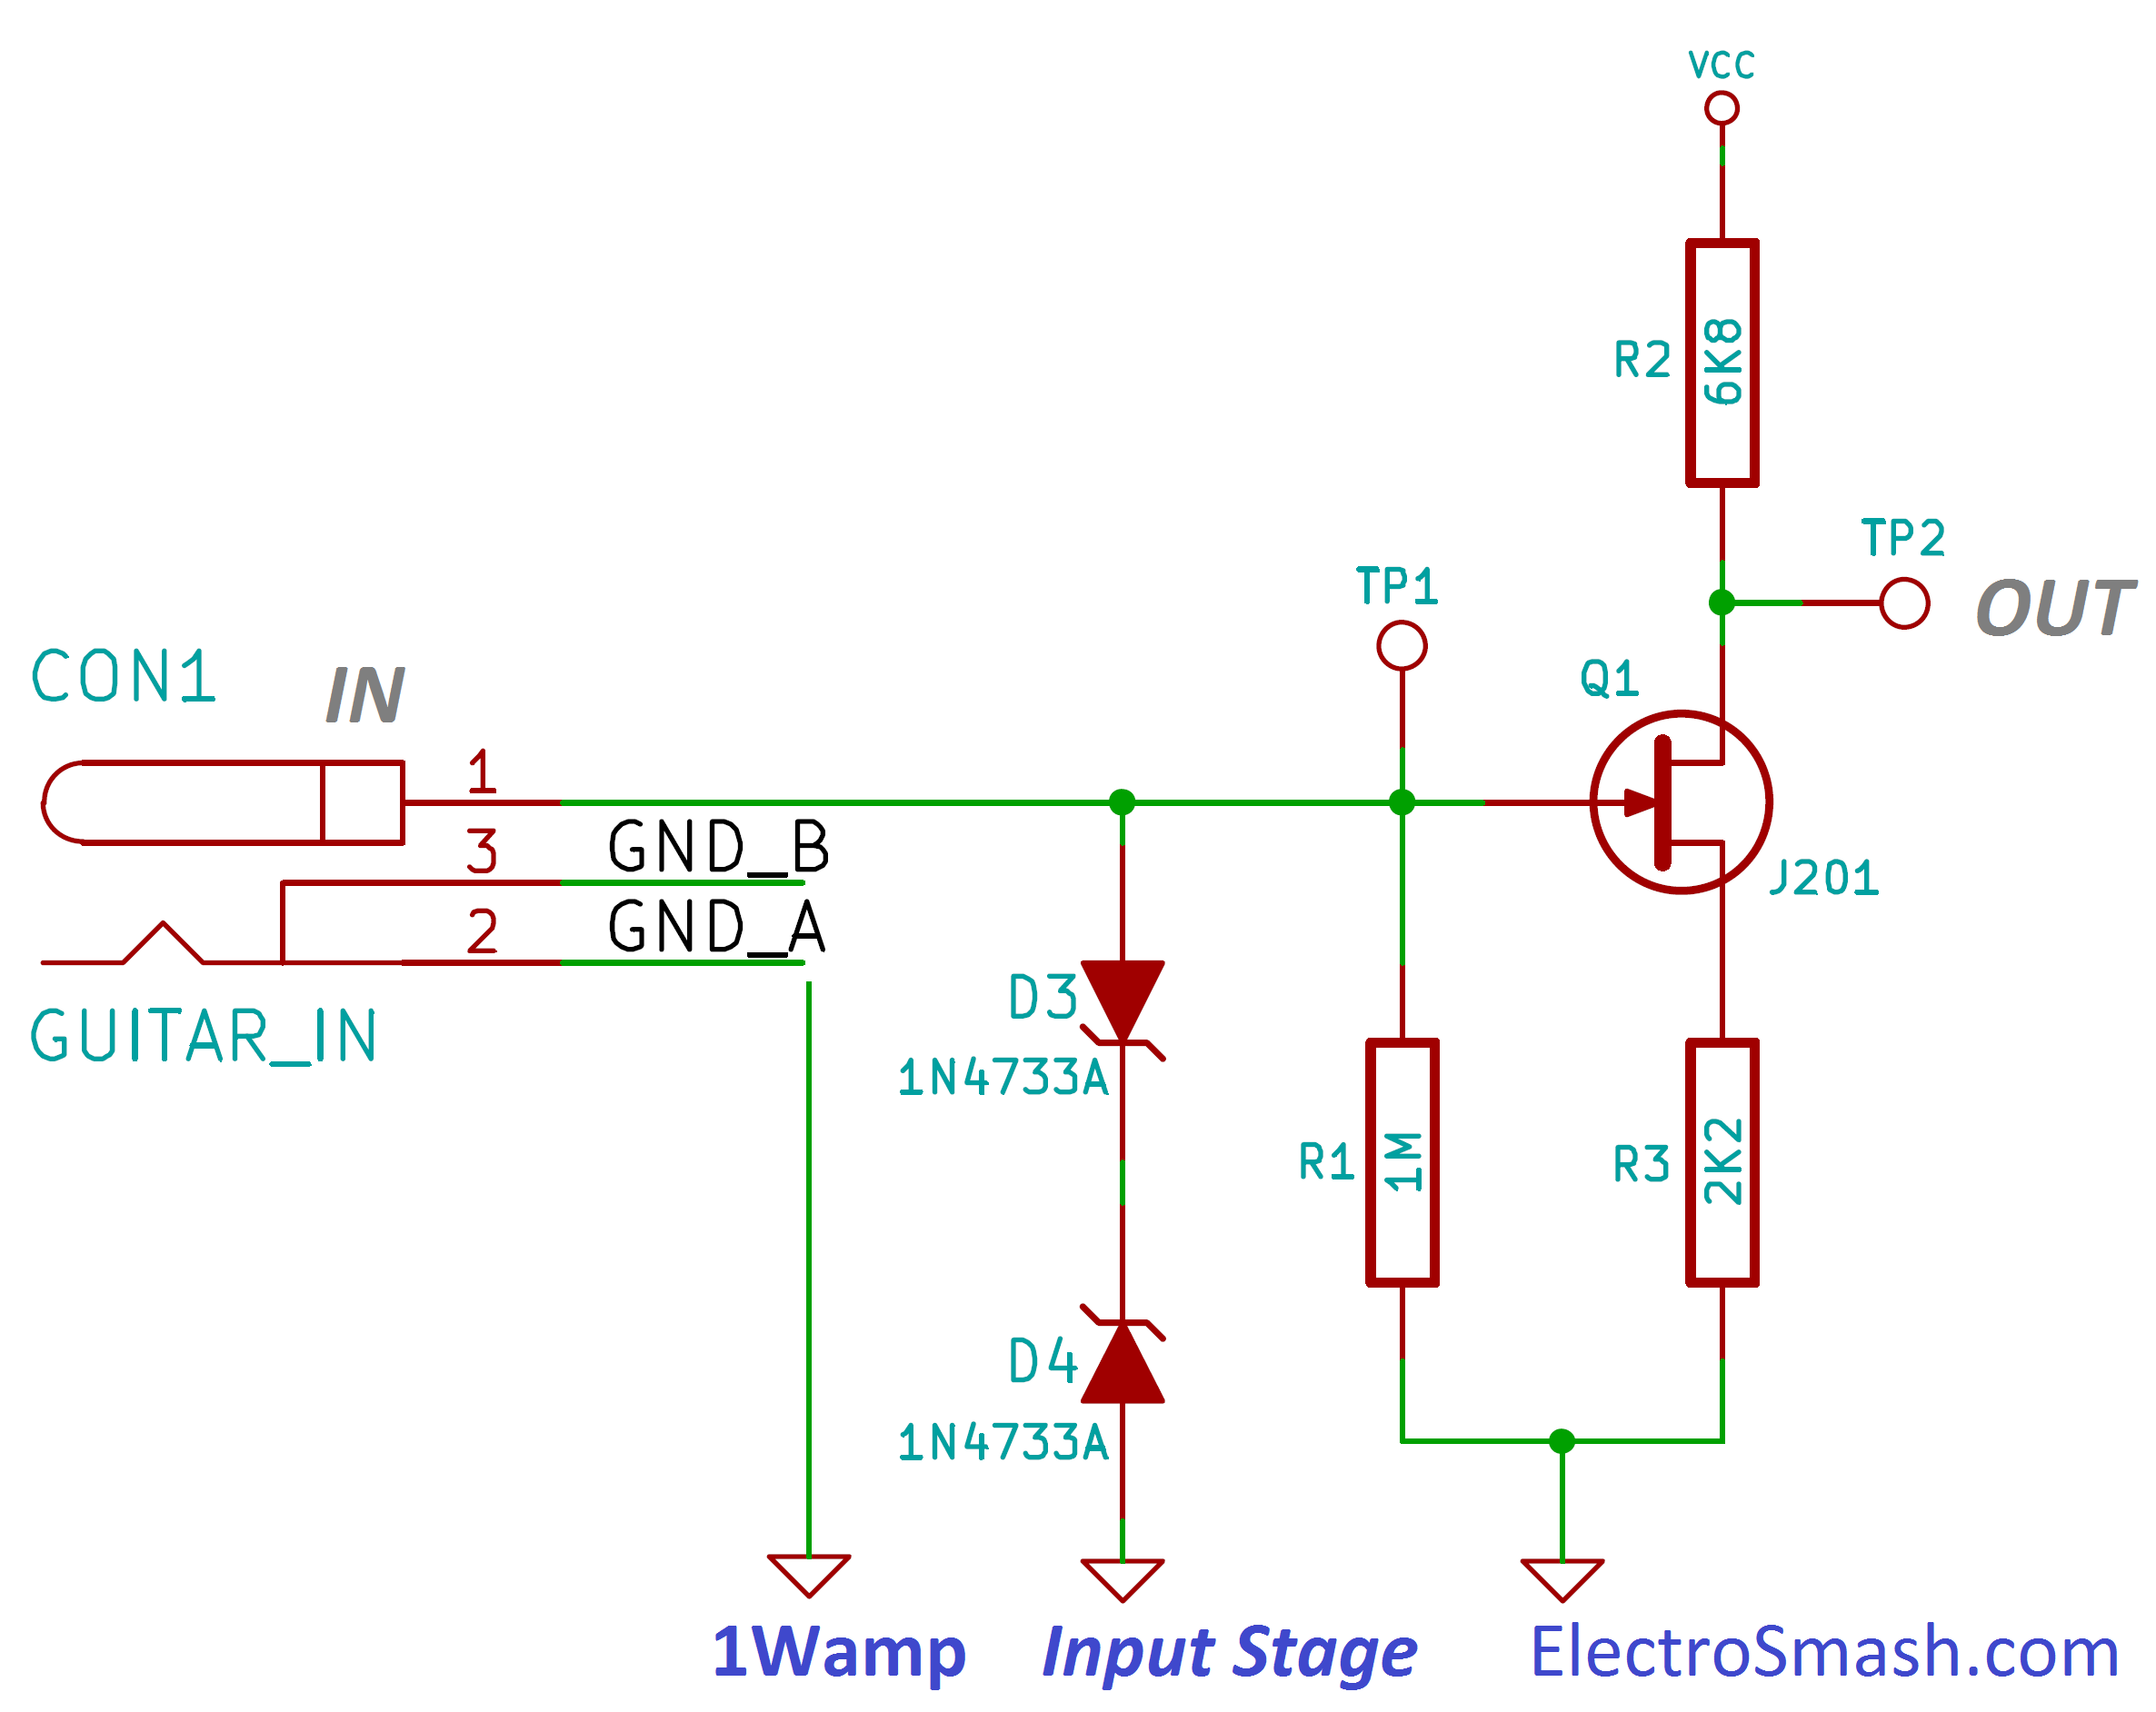 VCC
R2
6K8
TP2
OUT
TP1
Q1
J201
CON1
IN
1
3
GND_B
2
GND_A
GUITAR_IN
D3
1N4733A
R1
1M
R3
2K2
D4
1N4733A
1Wamp Input Stage ElectroSmash.com